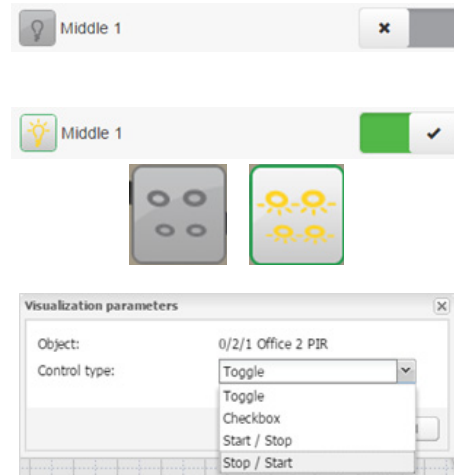 Middle 1
Middle 1
Visualization parameters
Object: 0/2/1 Office 2 PIR
Control type: Toggle
Toggle
Checkbox
Start / Stop
Stop / Start